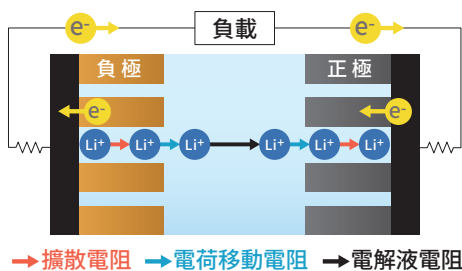 e- 負載 e-
負極 正極
e- e-
Li+ Li+ Li+ Li+ Li+ Li+
擴散電阻 電荷移動電阻 電解液電阻